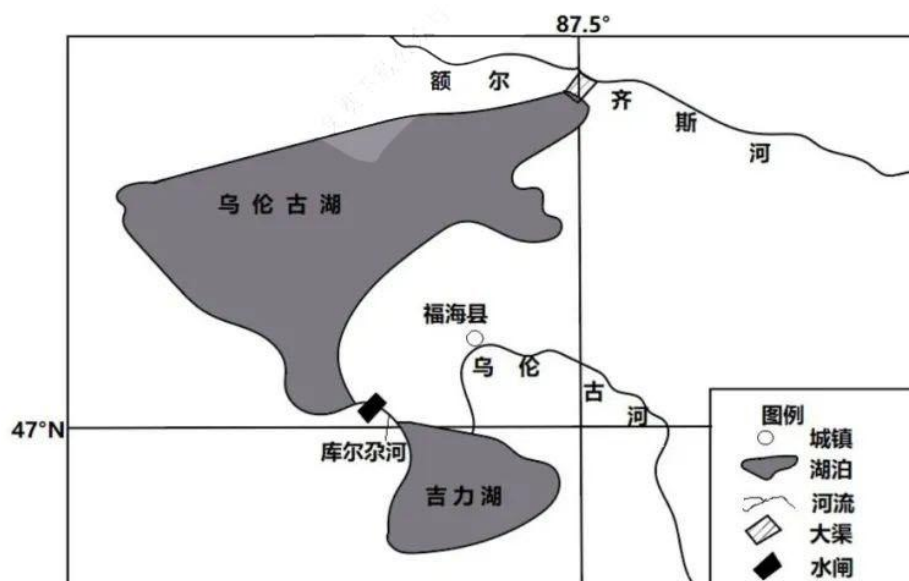 87.5°
额尔齐斯河
乌伦古湖
福海县
乌伦古河
47°N
库尔尕河
吉力湖
图例
城镇
湖泊
河流
大渠
水闸